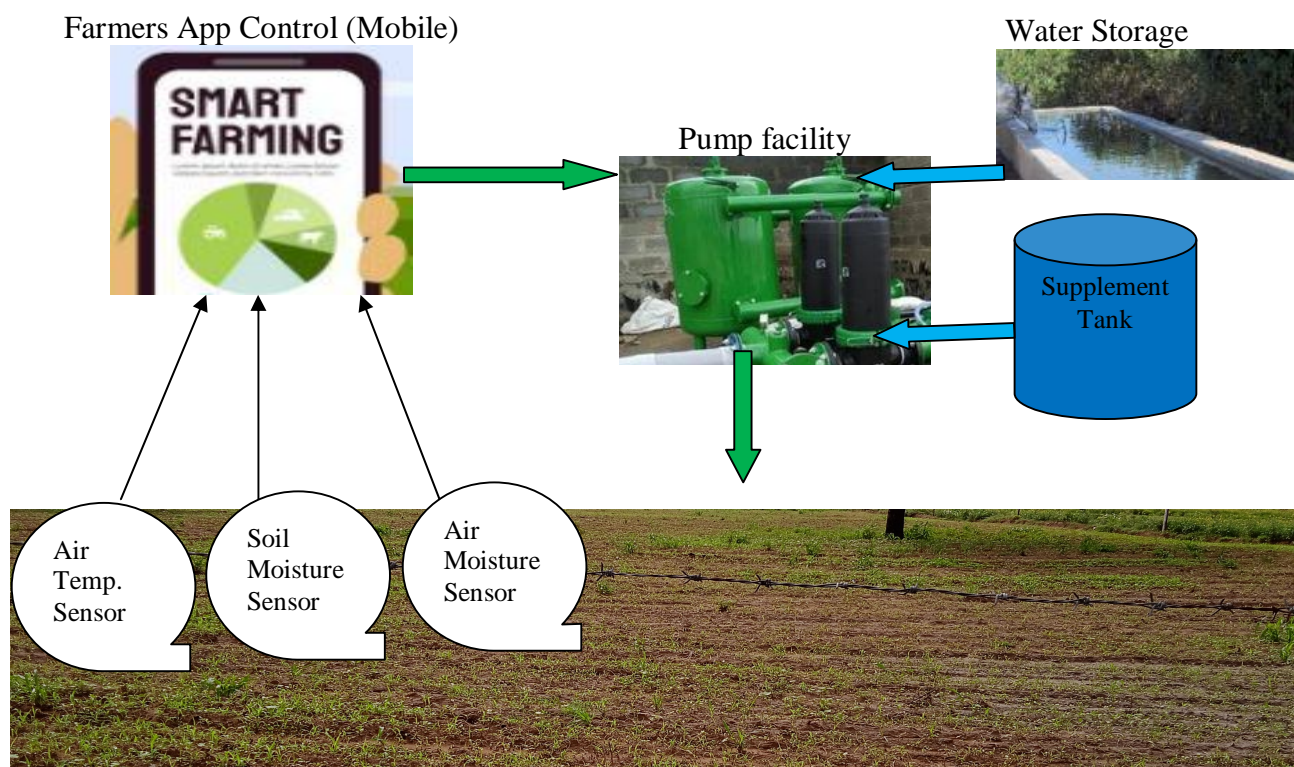 Farmers App Control (Mobile)
Water Storage
SMART
FARMING
Pump facility
Supplement
Tank
Air
Temp.
Sensor
Soil
Moisture
Sensor
Air
Moisture
Sensor